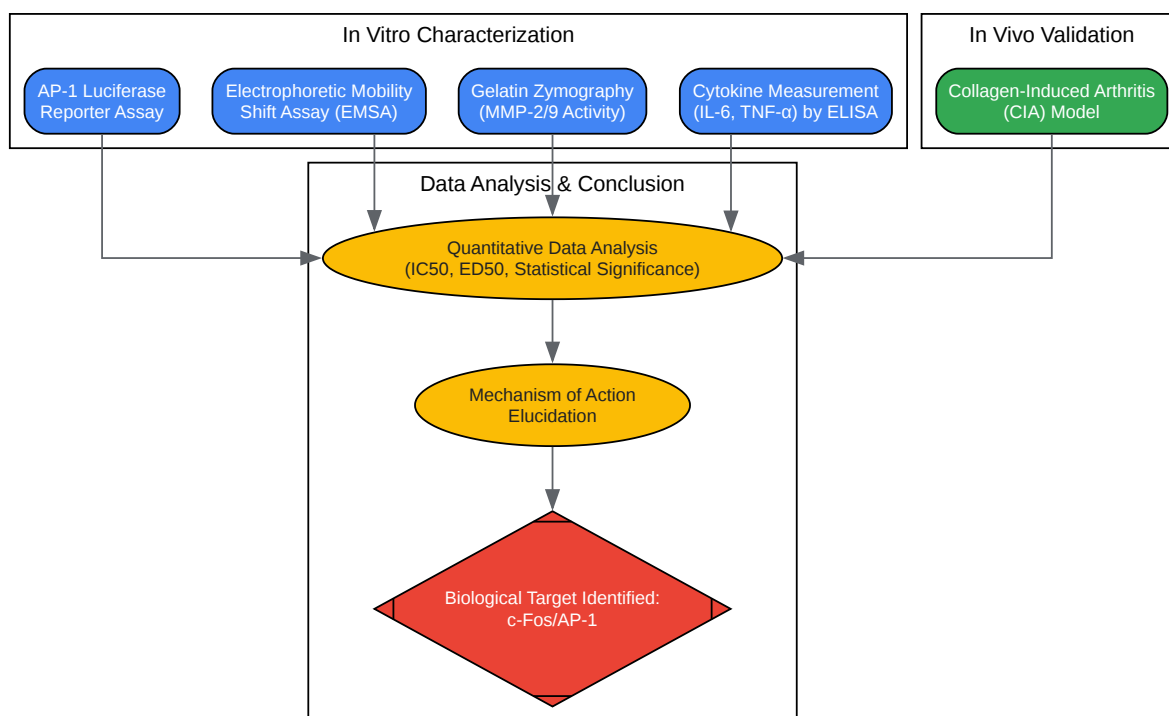 In Vitro Characterization
In Vivo Validation
AP-1 Luciferase
Reporter Assay
Electrophoretic Mobility
Shift Assay (EMSA)
Gelatin Zymography
(MMP-2/9 Activity)
Cytokine Measurement
(IL-6, TNF-α) by ELISA
Collagen-Induced Arthritis
(CIA) Model
Data Analysis & Conclusion
Quantitative Data Analysis
(IC50, ED50, Statistical Significance)
Mechanism of Action
Elucidation
Biological Target Identified:
c-Fos/AP-1